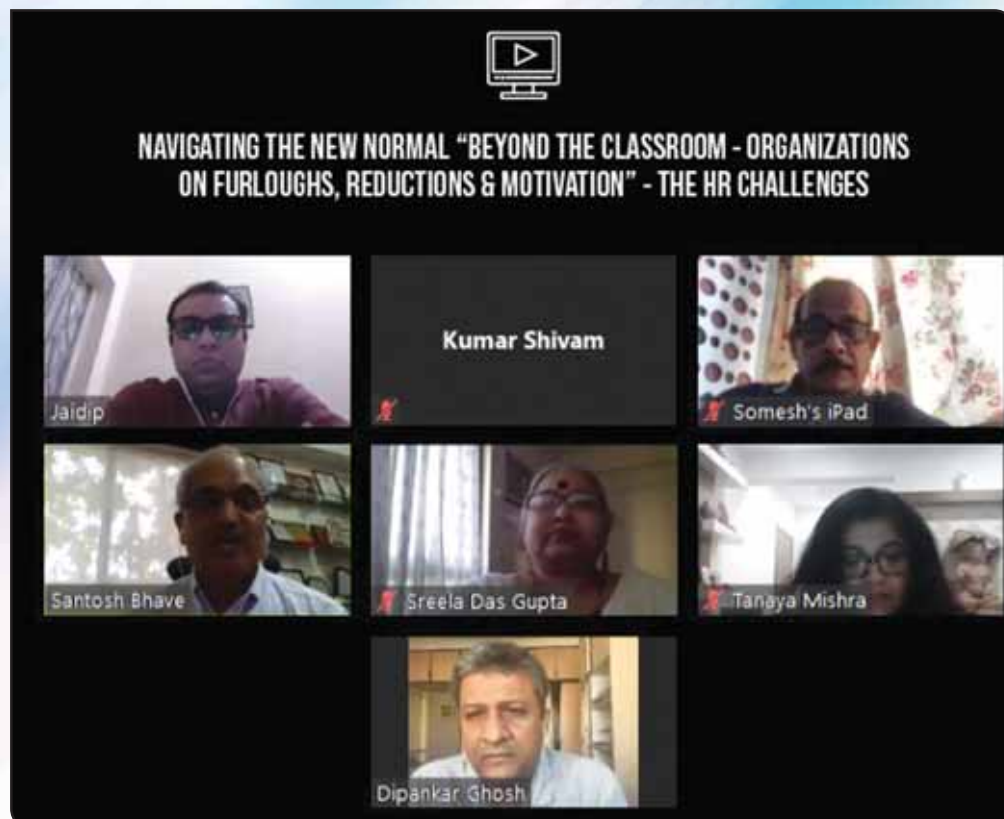 NAVIGATING THE NEW NORMAL “BEYOND THE CLASSROOM - ORGANIZATIONS
ON FURLOUGHS, REDUCTIONS & MOTIVATION” - THE HR CHALLENGES
Jaidip
Kumar Shivam
Somesh's iPad
Santosh Bhave
Sreela Das Gupta
Tanaya Mishra
Dipankar Ghosh